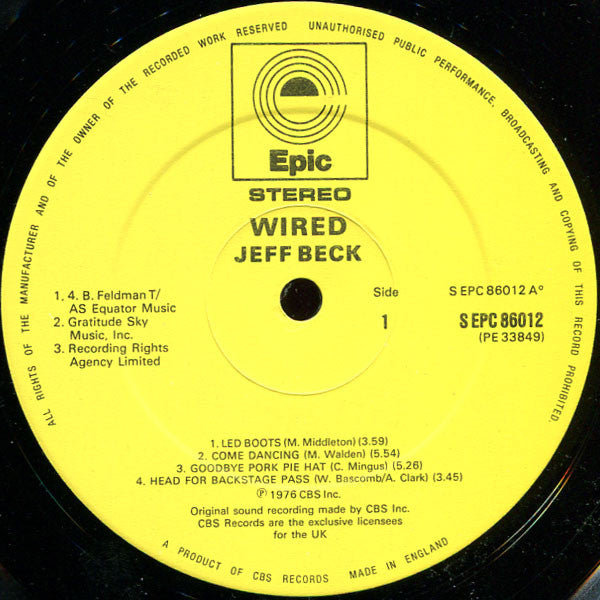 ALL RIGHTS OF THE MANUFACTURER AND OF THE OWNER OF THE RECORDED WORK RESERVED UNAUTHORISED PUBLIC PERFORMANCE, BROADCASTING AND COPYING OF THIS RECORD PROHIBITED.
Epic
STEREO
WIRED
JEFF BECK
1. 4. B. Feldman T/
AS Equator Music
2. Gratitude Sky
Music, Inc.
3. Recording Rights
Agency Limited
Side
1
S EPC 86012 A°
S EPC 86012
(PE 33849)
1. LED BOOTS (M. Middleton) (3.59)
2. COME DANCING (M. Walden) (5.54)
3. GOODBYE PORK PIE HAT (C. Mingus) (5.26)
4. HEAD FOR BACKSTAGE PASS (W. Bascomb/A. Clark) (3.45)
℗ 1976 CBS Inc.
Original sound recording made by CBS Inc.
CBS Records are the exclusive licensees
for the UK
A PRODUCT OF CBS RECORDS MADE IN ENGLAND